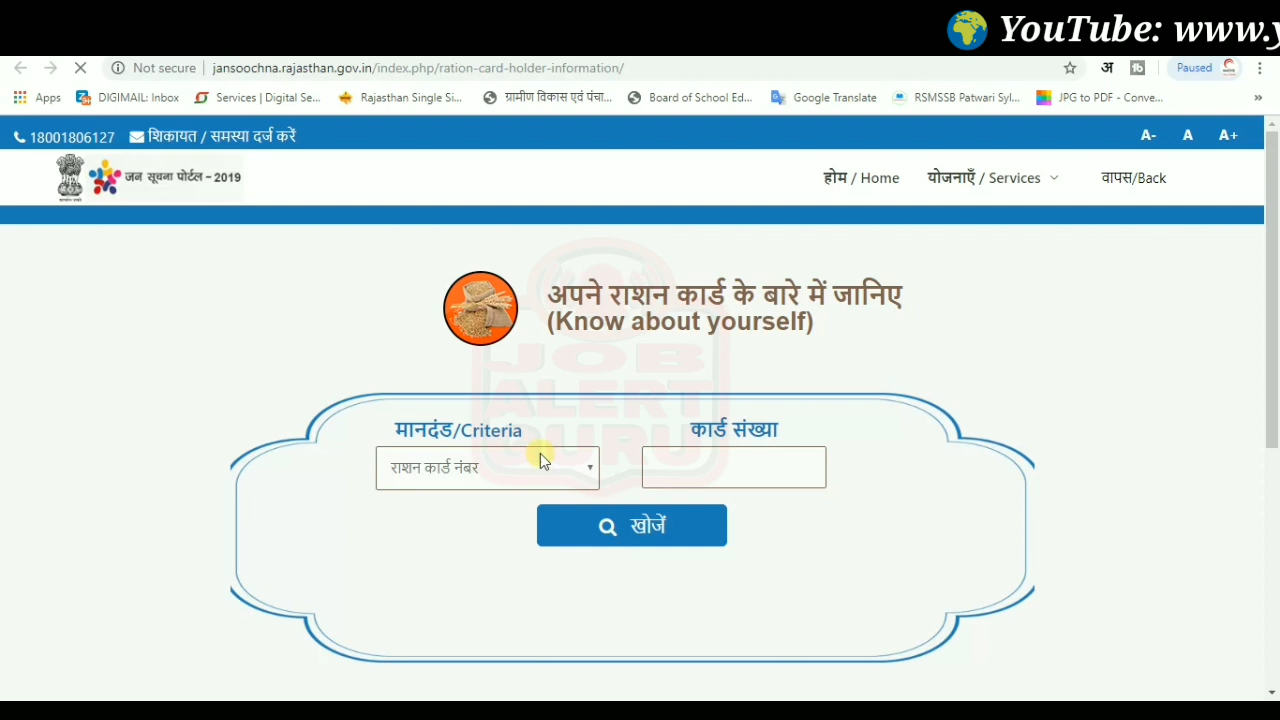 YouTube: www.y
Not secure jansoochna.rajasthan.gov.in/index.php/ration-card-holder-information/ अ Paused
Apps DIGIMAIL: Inbox Services | Digital Se... Rajasthan Single Si... ग्रामीण विकास एवं पंचा... Board of School Ed... Google Translate RSMSSB Patwari Syl... JPG to PDF - Conve... »
18001806127 शिकायत / समस्या दर्ज करें A- A A+
जन सूचना पोर्टल - 2019 होम / Home योजनाएँ / Services वापस/Back
अपने राशन कार्ड के बारे में जानिए
(Know about yourself)
JOB
ALERT
GURU
मानदंड/Criteria कार्ड संख्या
राशन कार्ड नंबर
खोजें